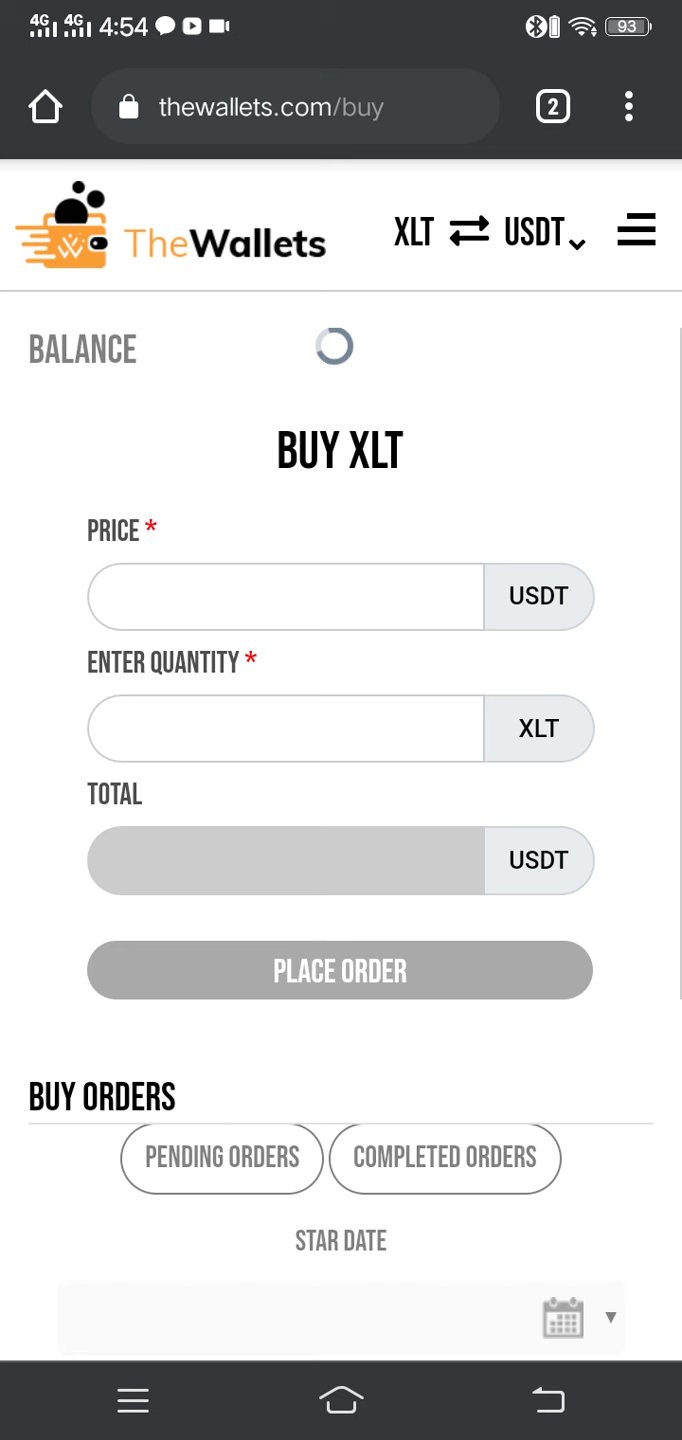 4G 4G 4:54 93
thewallets.com/buy 2
TheWallets XLT USDT
BALANCE
BUY XLT
PRICE *
USDT
ENTER QUANTITY *
XLT
TOTAL
USDT
PLACE ORDER
BUY ORDERS
PENDING ORDERS COMPLETED ORDERS
STAR DATE